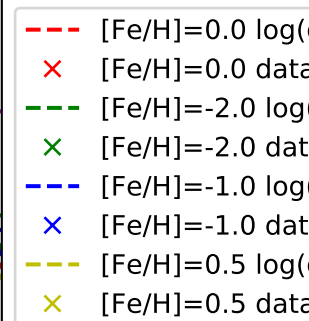 [Fe/H]=0.0 log(
[Fe/H]=0.0 data
[Fe/H]=-2.0 log(
[Fe/H]=-2.0 dat
[Fe/H]=-1.0 log(
[Fe/H]=-1.0 dat
[Fe/H]=0.5 log(
[Fe/H]=0.5 data